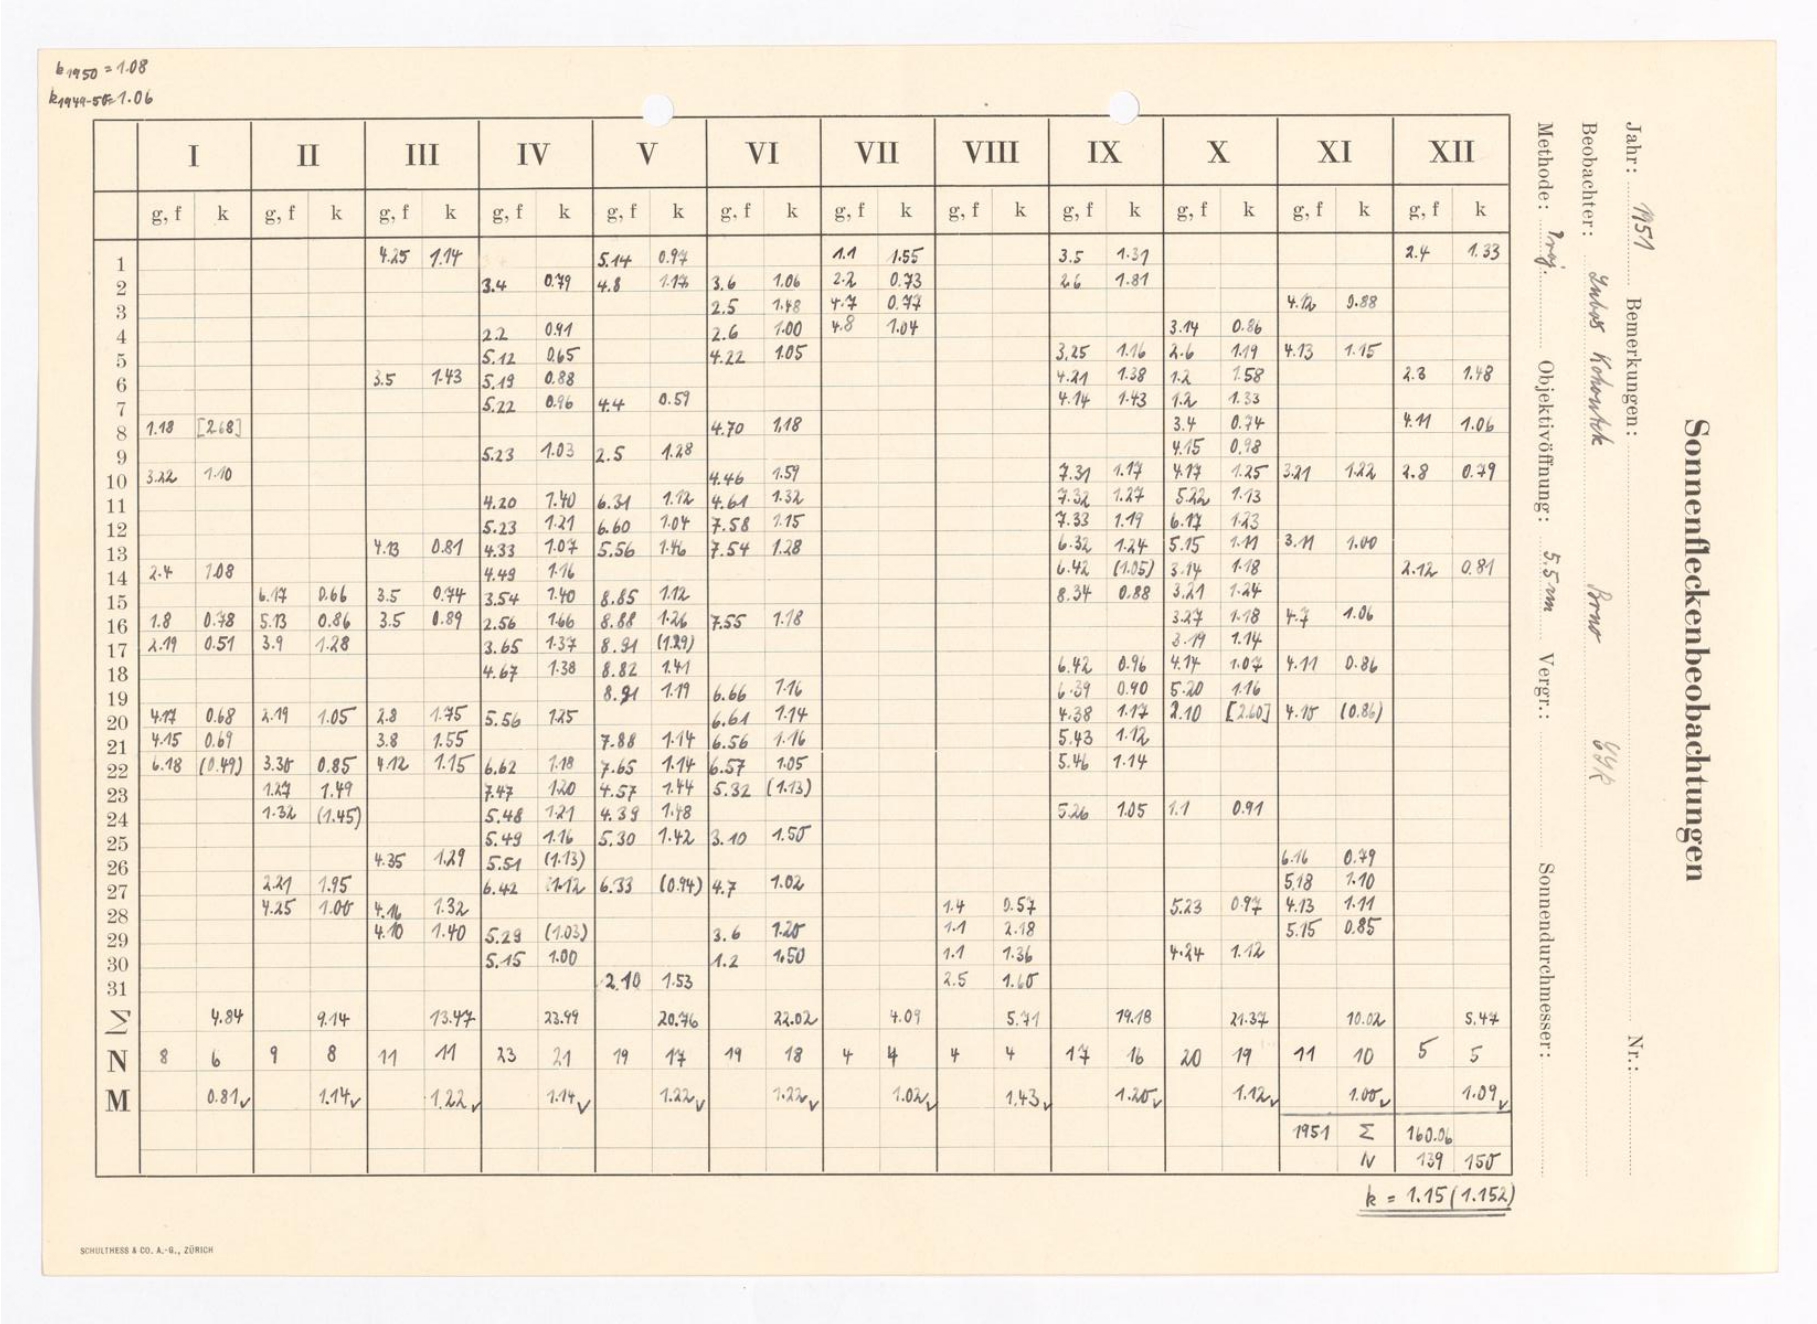 k1950 = 1.08
k1949-50 = 1.06
I II III IV V VI VII VIII IX X XI XII
g, f k g, f k g, f k g, f k g, f k g, f k g, f k g, f k g, f k g, f k g, f k g, f k
1 4.25 1.14 5.14 0.97 1.1 1.55 3.5 1.31 2.4 1.33
2 3.4 0.79 4.8 1.17 3.6 1.06 2.2 0.73 2.6 1.81
3 2.5 1.48 4.7 0.77 4.12 0.88
4 2.2 0.91 2.6 1.00 4.8 1.04 3.14 0.86
5 5.12 0.65 4.22 1.05 3.25 1.16 2.6 1.19 4.13 1.15
6 3.5 1.43 5.19 0.88 4.21 1.38 1.2 1.58 2.3 1.48
7 5.22 0.96 4.4 0.59 4.14 1.43 1.2 1.33
8 1.18 [2.68] 4.70 1.18 3.4 0.74 4.11 1.06
9 5.23 1.03 2.5 1.28 4.15 0.98
10 3.22 1.10 4.46 1.59 7.31 1.17 4.17 1.25 3.21 1.22 2.8 0.79
11 4.20 1.40 6.31 1.12 4.61 1.32 7.32 1.27 5.22 1.13
12 5.23 1.21 6.60 1.04 7.58 1.15 7.33 1.19 6.17 1.23
13 4.13 0.81 4.33 1.07 5.56 1.46 7.54 1.28 6.32 1.24 5.15 1.11 3.11 1.00
14 2.4 1.08 4.49 1.16 6.42 (1.05) 3.14 1.18 2.12 0.81
15 6.17 0.66 3.5 0.74 3.54 1.40 8.85 1.12 8.34 0.88 3.21 1.24
16 1.8 0.78 5.13 0.86 3.5 0.89 2.56 1.66 8.88 1.26 7.55 1.18 3.27 1.18 4.7 1.06
17 2.19 0.51 3.9 1.28 3.65 1.37 8.91 (1.29) 3.19 1.14
18 4.67 1.38 8.82 1.41 6.42 0.96 4.14 1.07 4.11 0.86
19 8.91 1.19 6.66 1.16 6.39 0.90 5.20 1.16
20 4.17 0.68 2.19 1.05 2.8 1.75 5.56 1.25 6.61 1.14 4.38 1.17 2.10 [2.60] 4.18 (0.86)
21 4.15 0.69 3.8 1.55 7.88 1.14 6.56 1.16 5.43 1.12
22 6.18 (0.49) 3.30 0.85 4.12 1.15 6.62 1.18 7.65 1.14 6.57 1.05 5.46 1.14
23 1.27 1.49 7.47 1.20 4.57 1.44 5.32 (1.13)
24 1.32 (1.45) 5.48 1.21 4.39 1.48 5.26 1.05 1.1 0.91
25 5.49 1.16 5.30 1.42 3.10 1.50
26 4.35 1.29 5.51 (1.13) 6.16 0.79
27 2.21 1.95 6.42 1.12 6.33 (0.94) 4.7 1.02 5.18 1.10
28 4.25 1.00 4.16 1.32 1.4 0.57 5.23 0.97 4.13 1.11
29 4.10 1.40 5.29 (1.03) 3.6 1.20 1.1 2.18 5.15 0.85
30 5.15 1.00 1.2 1.50 1.1 1.36 4.24 1.12
31 2.10 1.53 2.5 1.60
Σ 4.84 9.14 13.47 23.99 20.76 22.02 4.09 5.71 19.18 21.37 10.02 5.47
N 8 6 9 8 11 11 23 21 19 17 19 18 4 4 4 4 17 16 20 19 11 10 5 5
M 0.81✓ 1.14✓ 1.22✓ 1.14✓ 1.22✓ 1.22✓ 1.02✓ 1.43✓ 1.20✓ 1.12✓ 1.00✓ 1.09✓
1951 Σ 160.06
N 139 150
k = 1.15 (1.152)
SCHULTHESS & CO. A.-G., ZÜRICH
Sonnenfleckenbeobachtungen
Jahr: 1951 Bemerkungen: Nr.:
Beobachter: Kohoutek Brno
Methode: Proj. Objektivöffnung: 5.5 cm Vergr.: Sonnendurchmesser: